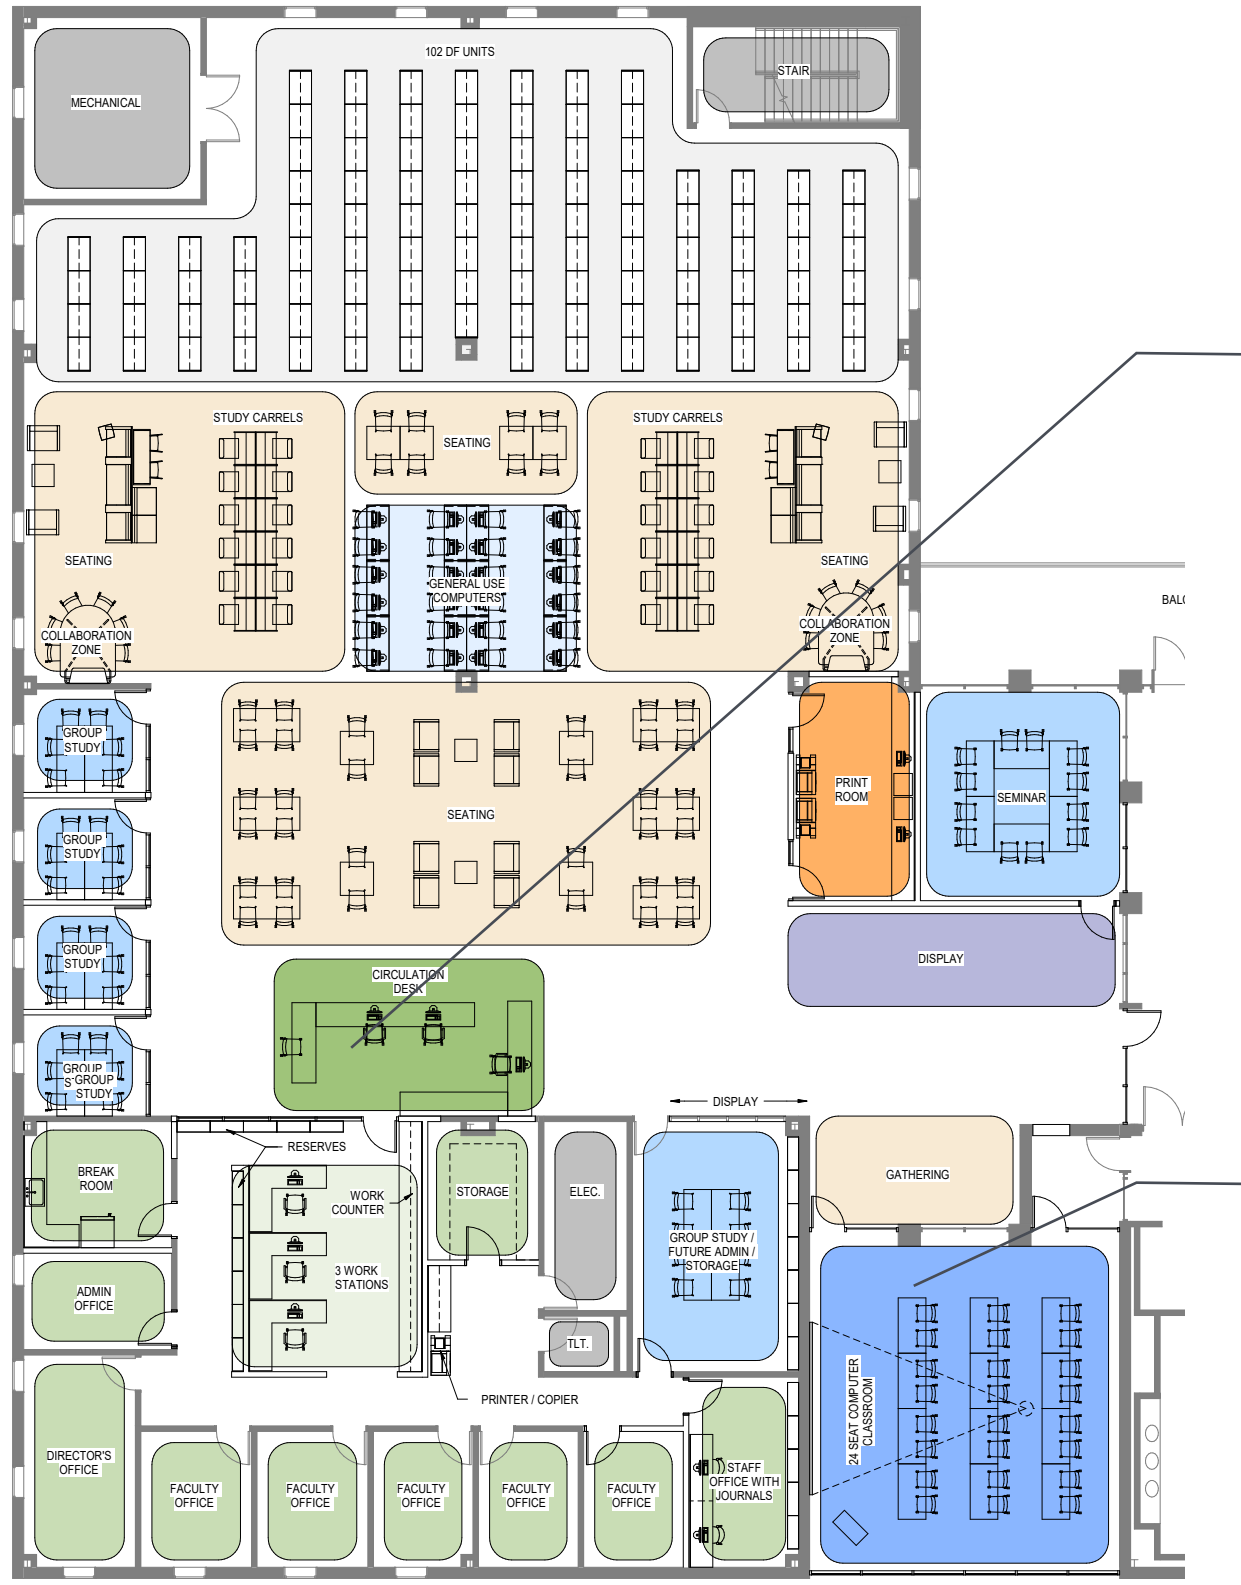 102 DF UNITS
STAIR
MECHANICAL
STUDY CARRELS
STUDY CARRELS
SEATING
SEATING
SEATING
GENERAL USE
COMPUTERS
COLLABORATION
ZONE
COLLABORATION
ZONE
GROUP
STUDY
PRINT
ROOM
SEMINAR
SEATING
GROUP
STUDY
GROUP
STUDY
DISPLAY
CIRCULATION
DESK
GROUP
GROUP
STUDY
DISPLAY
RESERVES
BREAK
ROOM
WORK
COUNTER
STORAGE
ELEC.
GATHERING
GROUP STUDY /
FUTURE ADMIN /
STORAGE
3 WORK
STATIONS
ADMIN
OFFICE
TLT.
PRINTER / COPIER
24 SEAT COMPUTER
CLASSROOM
DIRECTOR'S
OFFICE
FACULTY
OFFICE
FACULTY
OFFICE
FACULTY
OFFICE
FACULTY
OFFICE
FACULTY
OFFICE
STAFF
OFFICE WITH
JOURNALS